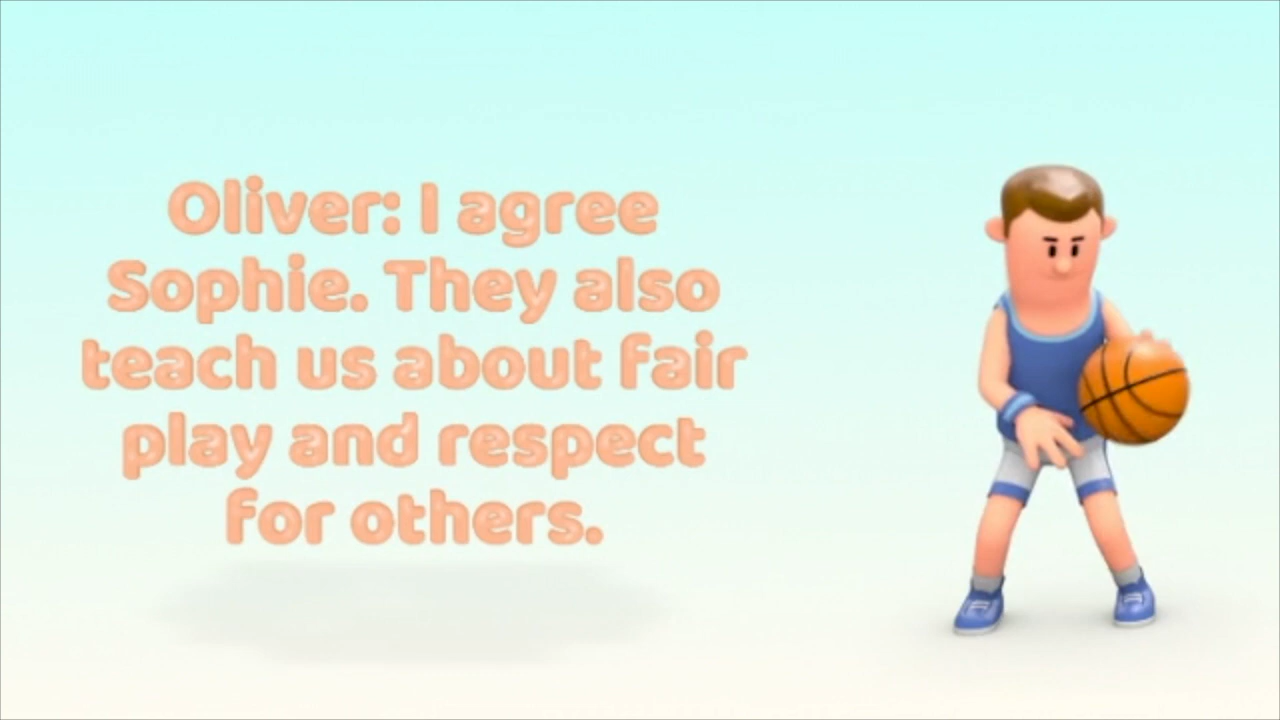 Oliver: I agree
Sophie. They also
teach us about fair
play and respect
for others.